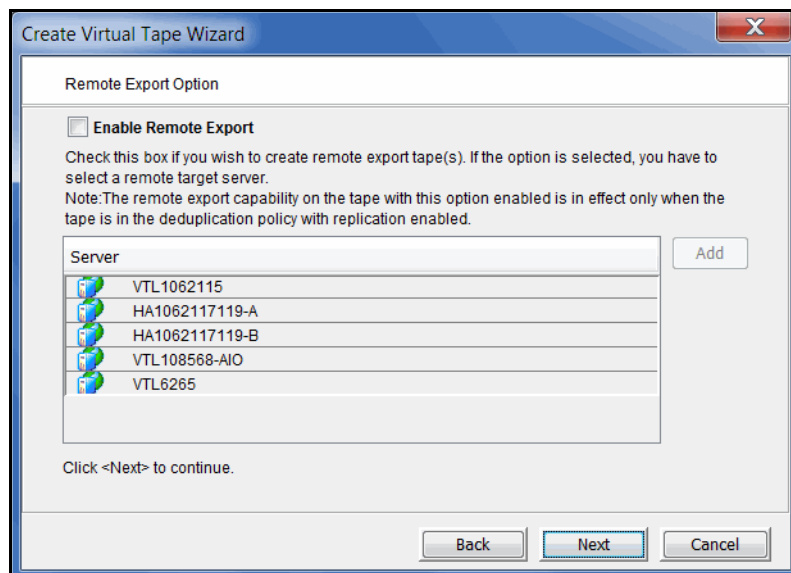 Create Virtual Tape Wizard
X
Remote Export Option
Enable Remote Export
Check this box if you wish to create remote export tape(s). If the option is selected, you have to
select a remote target server.
Note:The remote export capability on the tape with this option enabled is in effect only when the
tape is in the deduplication policy with replication enabled.
Server
Add
VTL1062115
HA1062117119-A
HA1062117119-B
VTL108568-AIO
VTL6265
Click <Next> to continue.
Back Next Cancel